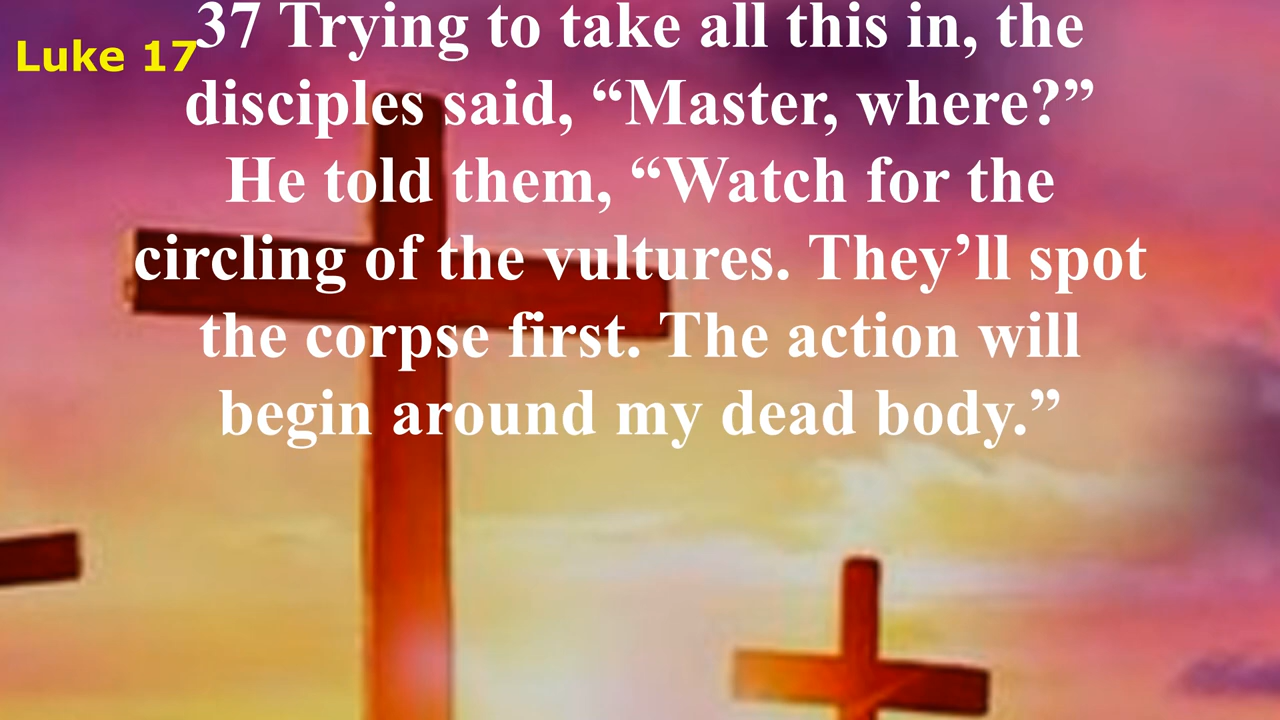 Luke 17
37 Trying to take all this in, the
disciples said, “Master, where?”
He told them, “Watch for the
circling of the vultures. They’ll spot
the corpse first. The action will
begin around my dead body.”